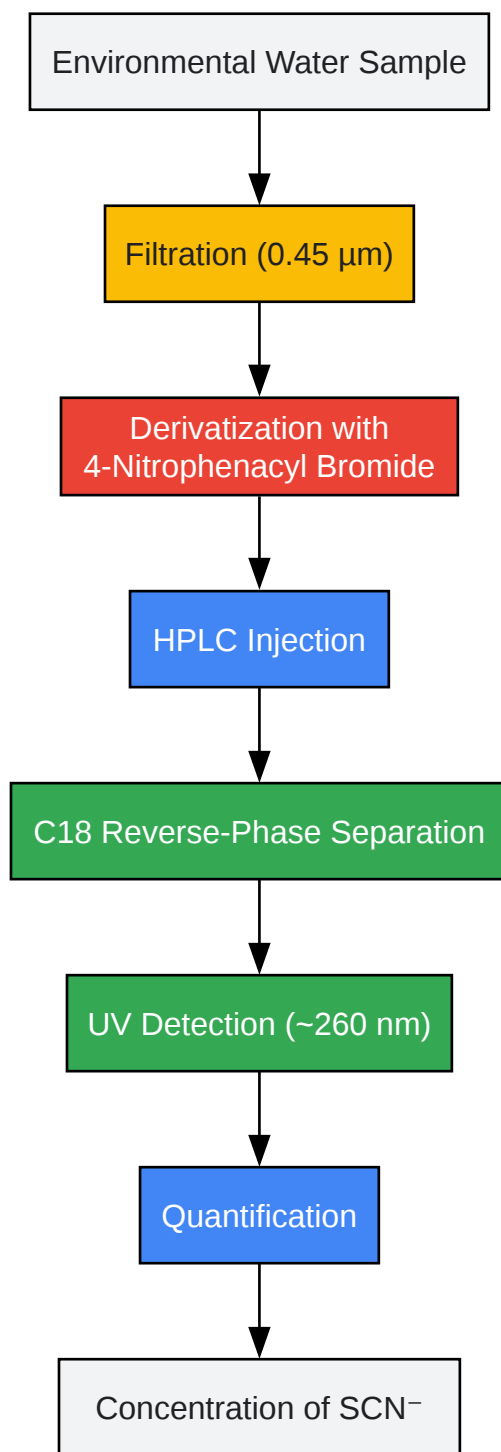 Environmental Water Sample
Filtration (0.45 µm)
Derivatization with
4-Nitrophenacyl Bromide
HPLC Injection
C18 Reverse-Phase Separation
UV Detection (~260 nm)
Quantification
Concentration of SCN⁻